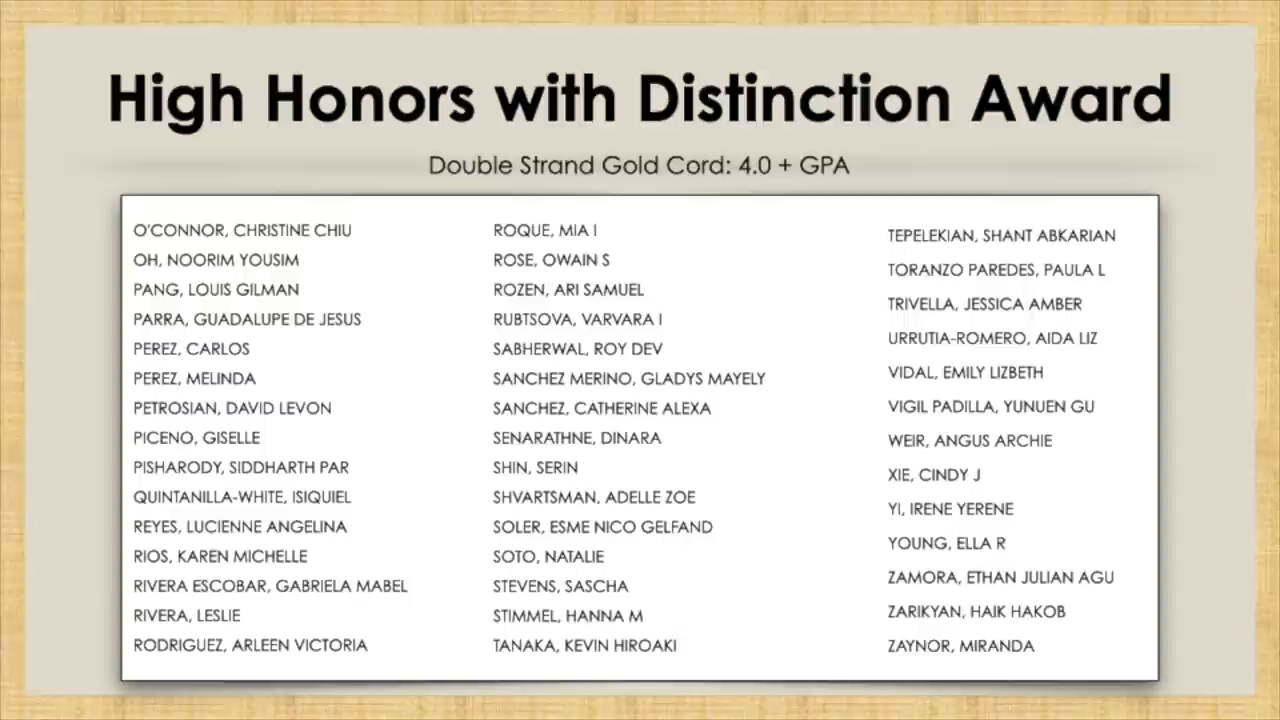 High Honors with Distinction Award
Double Strand Gold Cord: 4.0 + GPA
O'CONNOR, CHRISTINE CHIU
OH, NOORIM YOUSIM
PANG, LOUIS GILMAN
PARRA, GUADALUPE DE JESUS
PEREZ, CARLOS
PEREZ, MELINDA
PETROSIAN, DAVID LEVON
PICENO, GISELLE
PISHARODY, SIDDHARTH PAR
QUINTANILLA-WHITE, ISIQUIEL
REYES, LUCIENNE ANGELINA
RIOS, KAREN MICHELLE
RIVERA ESCOBAR, GABRIELA MABEL
RIVERA, LESLIE
RODRIGUEZ, ARLEEN VICTORIA
ROQUE, MIA I
ROSE, OWAIN S
ROZEN, ARI SAMUEL
RUBTSOVA, VARVARA I
SABHERWAL, ROY DEV
SANCHEZ MERINO, GLADYS MAYELY
SANCHEZ, CATHERINE ALEXA
SENARATHNE, DINARA
SHIN, SERIN
SHVARTSMAN, ADELLE ZOE
SOLER, ESME NICO GELFAND
SOTO, NATALIE
STEVENS, SASCHA
STIMMEL, HANNA M
TANAKA, KEVIN HIROAKI
TEPELEKIAN, SHANT ABKARIAN
TORANZO PAREDES, PAULA L
TRIVELLA, JESSICA AMBER
URRUTIA-ROMERO, AIDA LIZ
VIDAL, EMILY LIZBETH
VIGIL PADILLA, YUNUEN GU
WEIR, ANGUS ARCHIE
XIE, CINDY J
YI, IRENE YERENE
YOUNG, ELLA R
ZAMORA, ETHAN JULIAN AGU
ZARIKYAN, HAIK HAKOB
ZAYNOR, MIRANDA